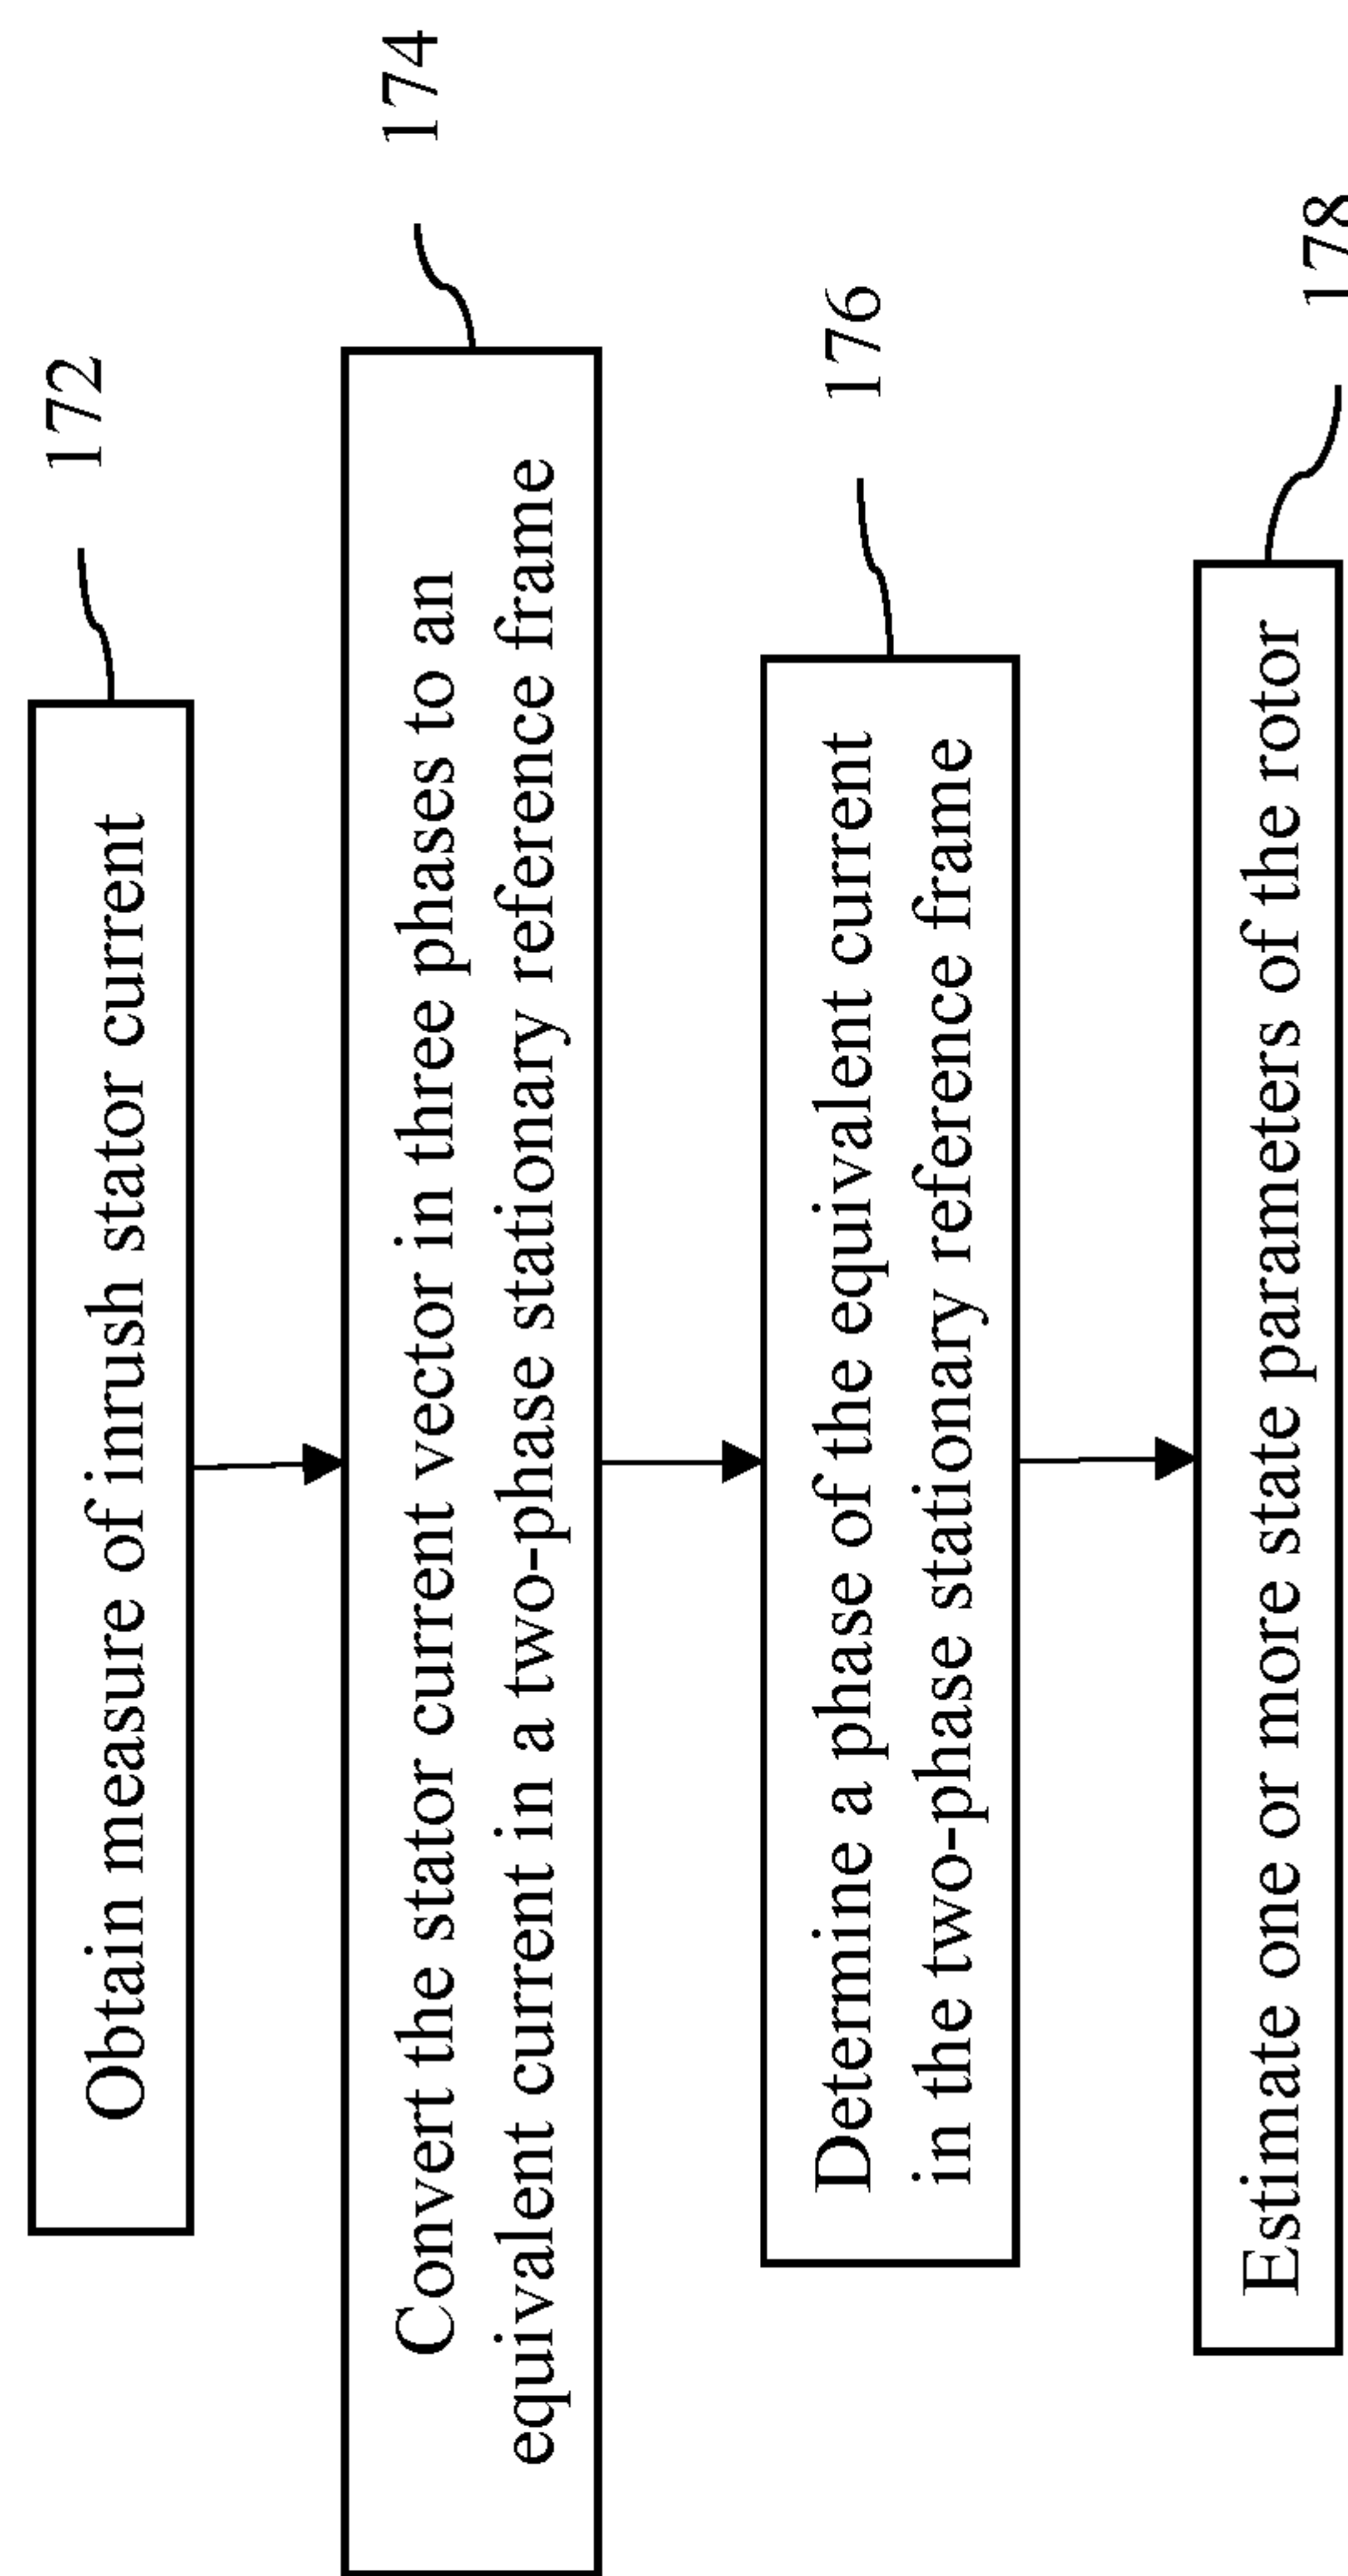 172
Obtain measure of inrush stator current
174
Convert the stator current vector in three phases to an
equivalent current in a two-phase stationary reference frame
176
Determine a phase of the equivalent current
in the two-phase stationary reference frame
178
Estimate one or more state parameters of the rotor